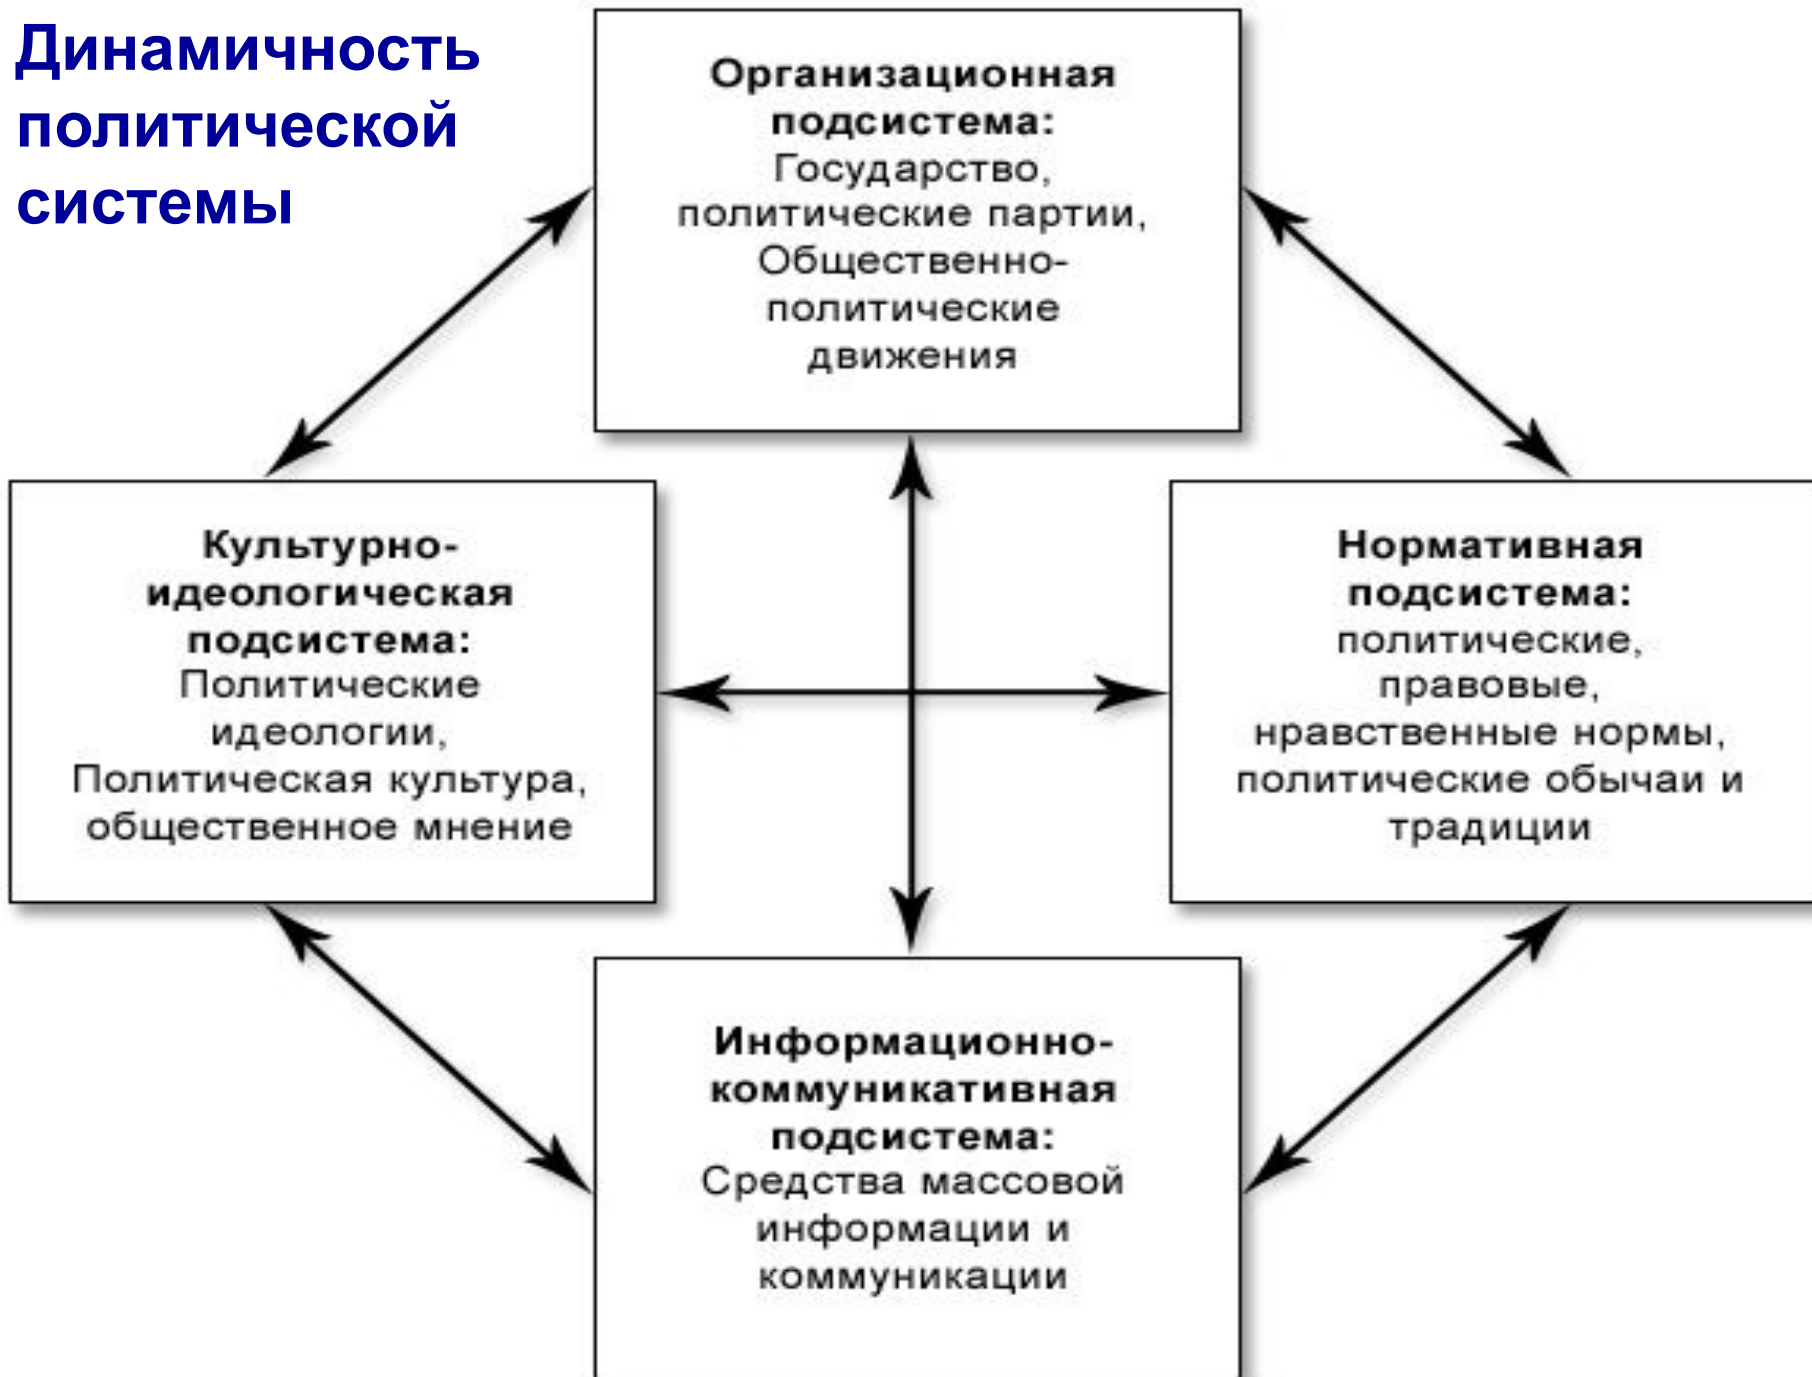 Динамичность
политической
системы
Организационная
подсистема:
Государство,
политические партии,
Общественно-
политические
движения
Культурно-
идеологическая
подсистема:
Политические
идеологии,
Политическая культура,
общественное мнение
Нормативная
подсистема:
политические,
правовые,
нравственные нормы,
политические обычаи и
традиции
Информационно-
коммуникативная
подсистема:
Средства массовой
информации и
коммуникации